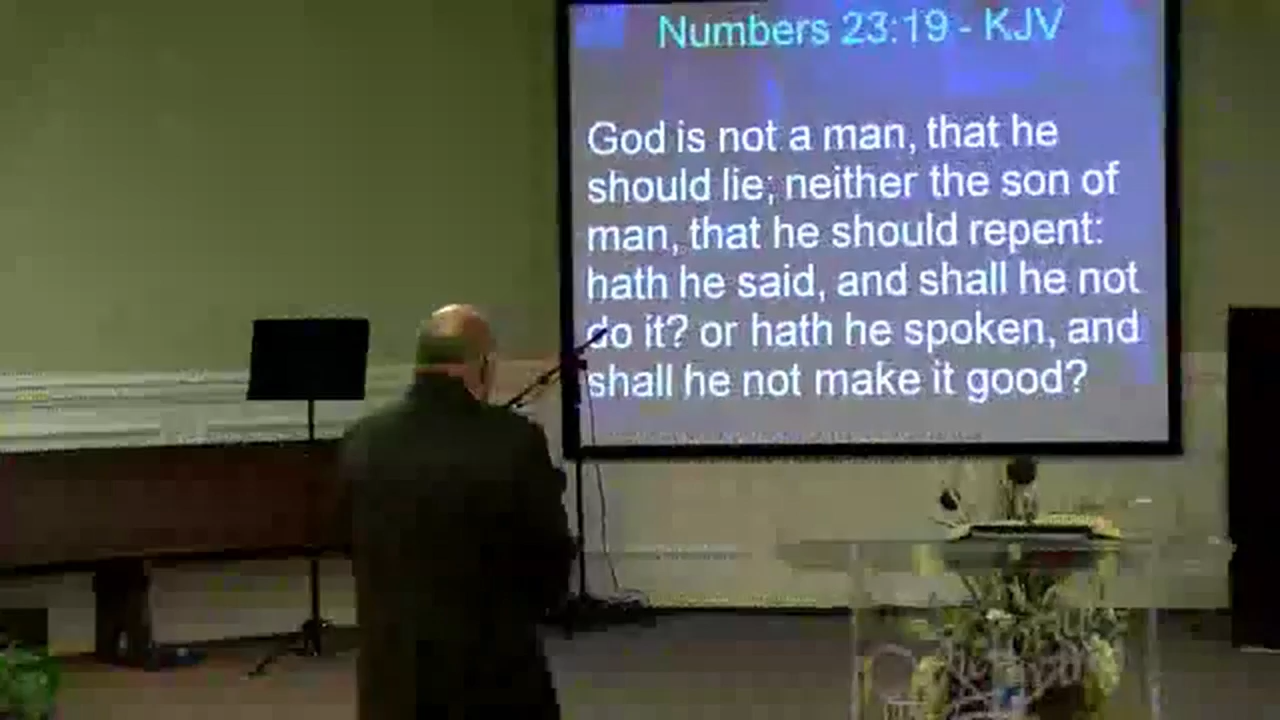 Numbers 23:19 - KJV
God is not a man, that he
should lie; neither the son of
man, that he should repent:
hath he said, and shall he not
do it? or hath he spoken, and
shall he not make it good?